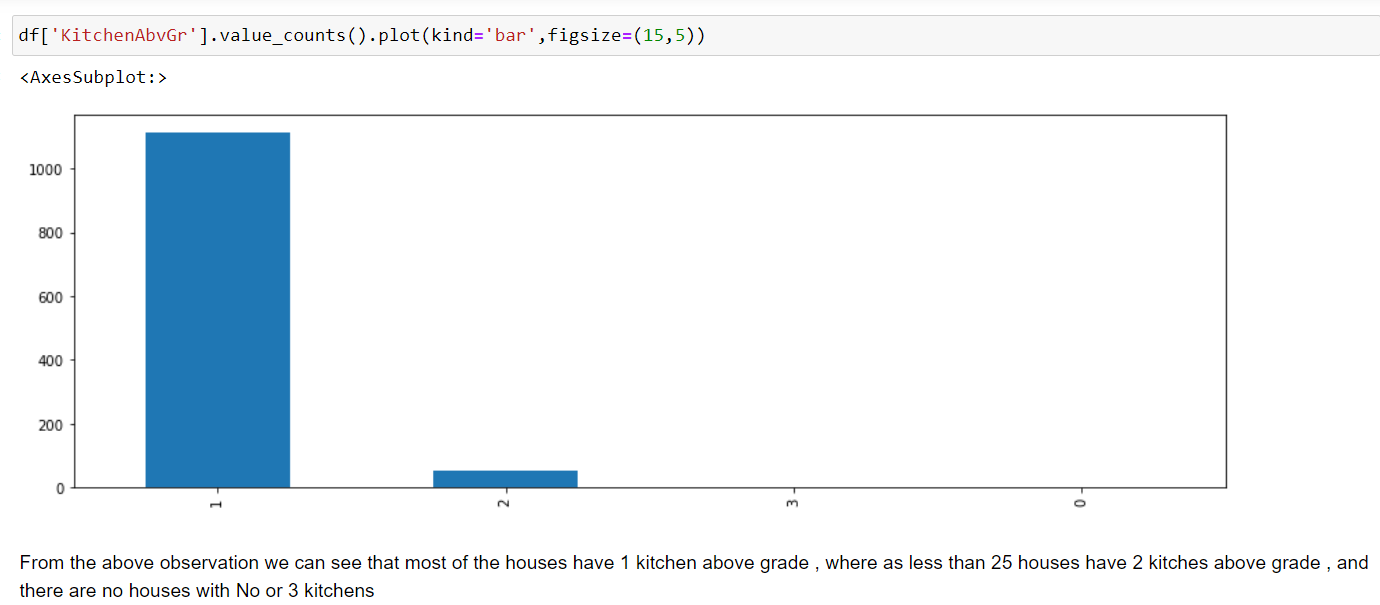 df['KitchenAbvGr'].value_counts().plot(kind='bar',figsize=(15,5))
<AxesSubplot:>
1000
800
600
400
200
0
1
2
3
0
From the above observation we can see that most of the houses have 1 kitchen above grade , where as less than 25 houses have 2 kitches above grade , and
there are no houses with No or 3 kitchens